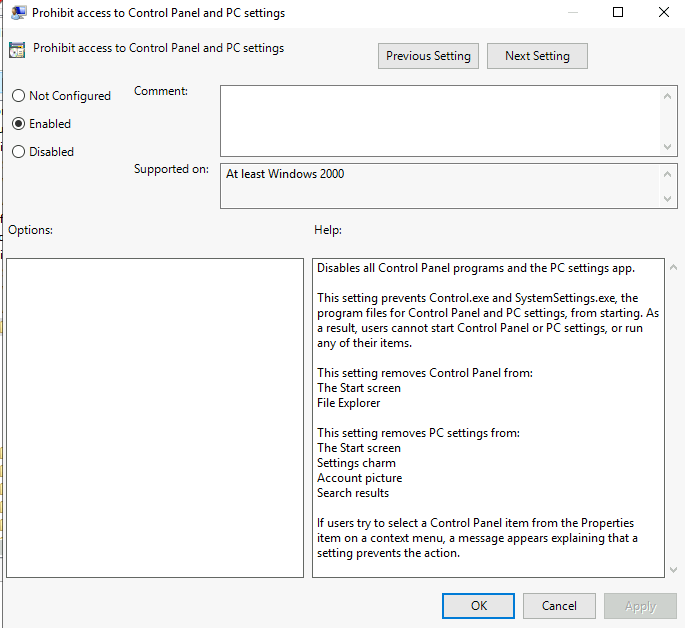 Prohibit access to Control Panel and PC settings
Prohibit access to Control Panel and PC settings
Previous Setting
Next Setting
Not Configured
Enabled
Disabled
Comment:
Supported on:
At least Windows 2000
Options:
Help:
Disables all Control Panel programs and the PC settings app.
This setting prevents Control.exe and SystemSettings.exe, the
program files for Control Panel and PC settings, from starting. As
a result, users cannot start Control Panel or PC settings, or run
any of their items.
This setting removes Control Panel from:
The Start screen
File Explorer
This setting removes PC settings from:
The Start screen
Settings charm
Account picture
Search results
If users try to select a Control Panel item from the Properties
item on a context menu, a message appears explaining that a
setting prevents the action.
OK
Cancel
Apply